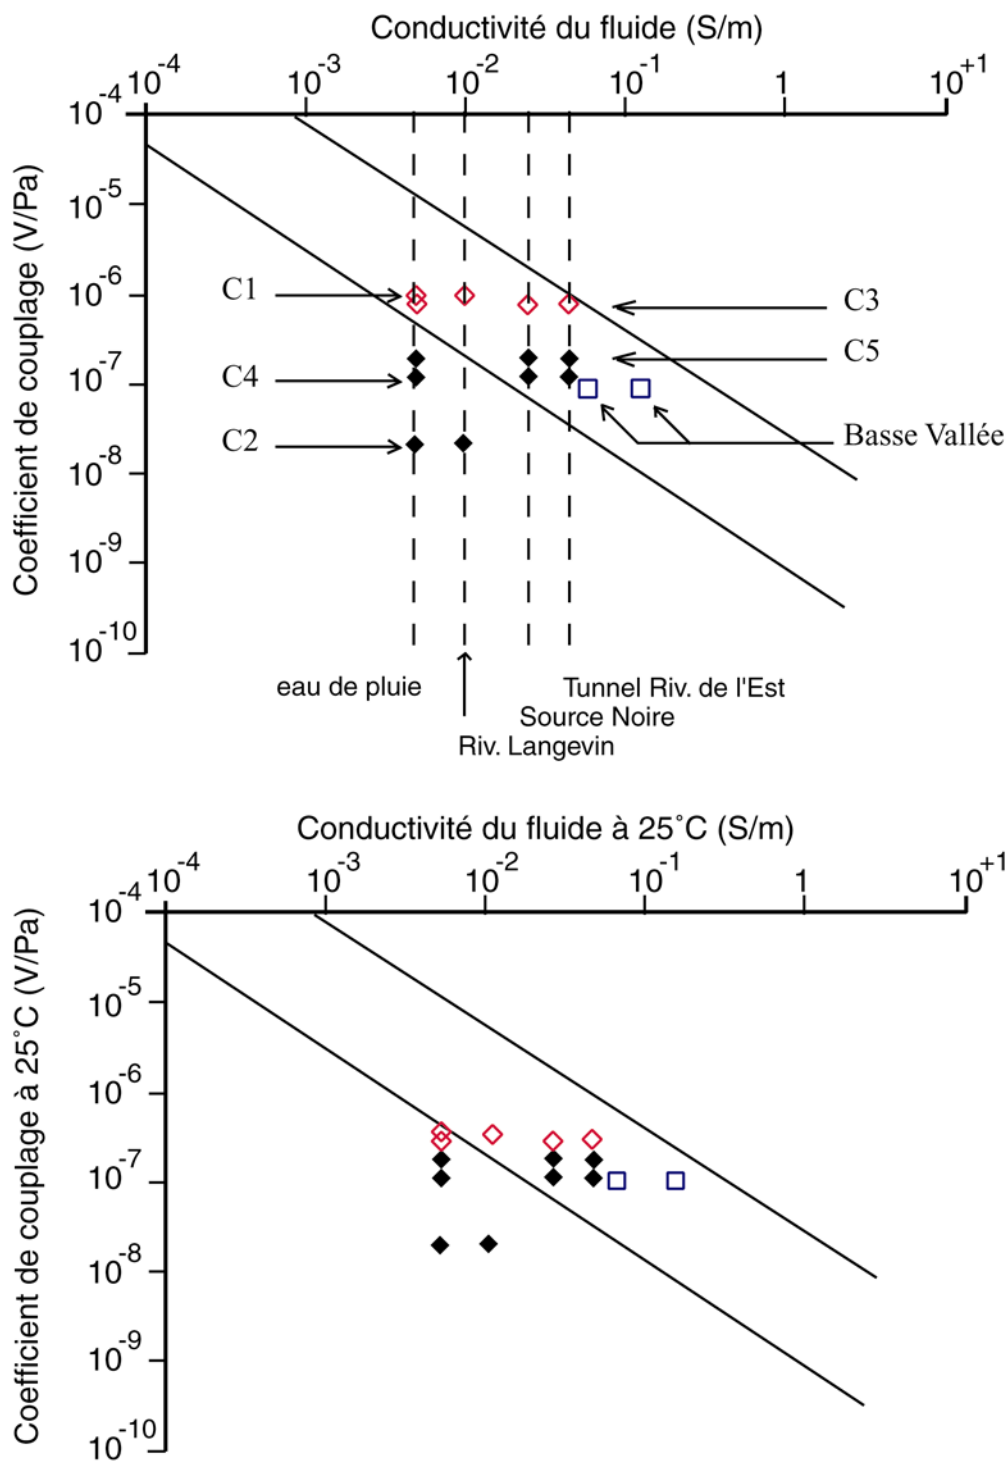 Conductivité du fluide (S/m)
10-4 10-3 10-2 10-1 1 10+1
Coefficient de couplage (V/Pa)
10-4
10-5
10-6
10-7
10-8
10-9
10-10
C1
C3
C5
C4
C2
Basse Vallée
eau de pluie
Tunnel Riv. de l'Est
Source Noire
Riv. Langevin
Conductivité du fluide à 25°C (S/m)
10-4 10-3 10-2 10-1 1 10+1
Coefficient de couplage à 25°C (V/Pa)
10-4
10-5
10-6
10-7
10-8
10-9
10-10